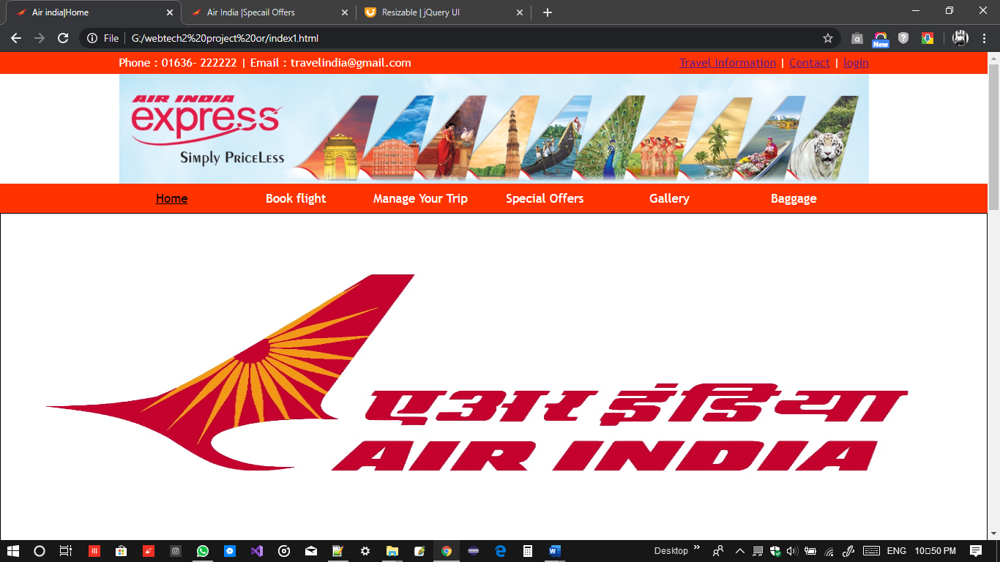 Air india|Home
Air India |Specail Offers
Resizable | jQuery UI
File
G:/webtech2%20project%20or/index1.html
New
Phone : 01636- 222222 | Email : travelindia@gmail.com
Travel Information | Contact | login
AIR INDIA
express
Simply PriceLess
Home
Book flight
Manage Your Trip
Special Offers
Gallery
Baggage
एअर इंडिया
AIR INDIA
Desktop
ENG
10□50 PM